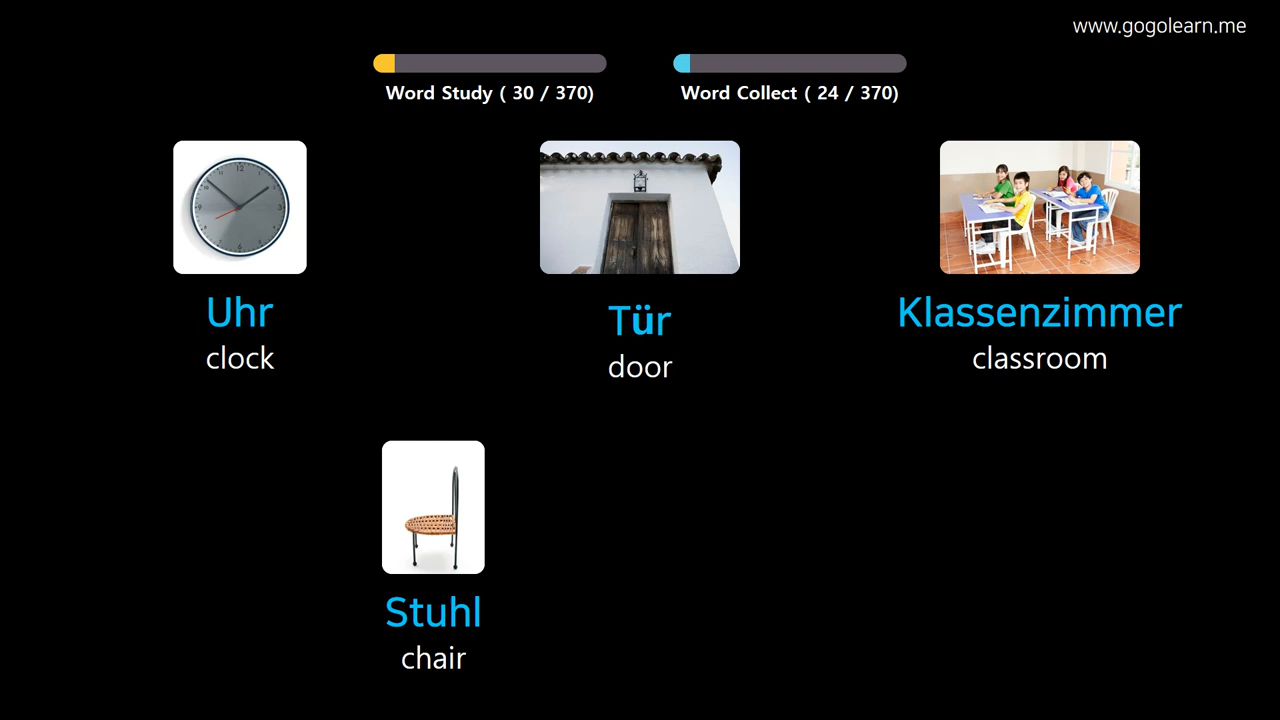 www.gogolearn.me
Word Study ( 30 / 370)
Word Collect ( 24 / 370)
Uhr
clock
Tür
door
Klassenzimmer
classroom
Stuhl
chair